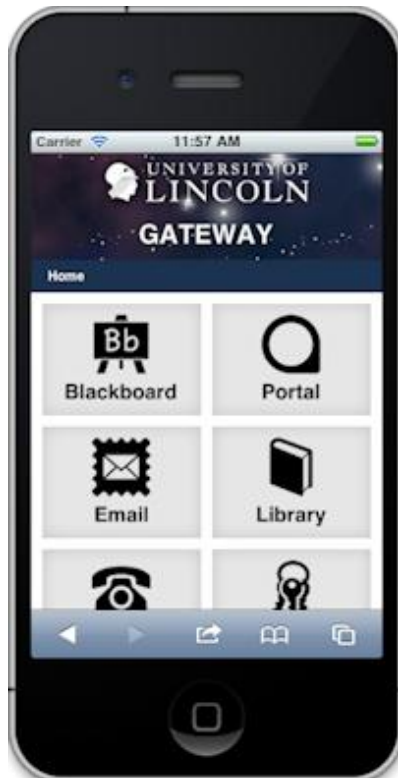 Carrier 11:57 AM
UNIVERSITY OF
LINCOLN
GATEWAY
Home
Bb
Blackboard
Portal
Email
Library